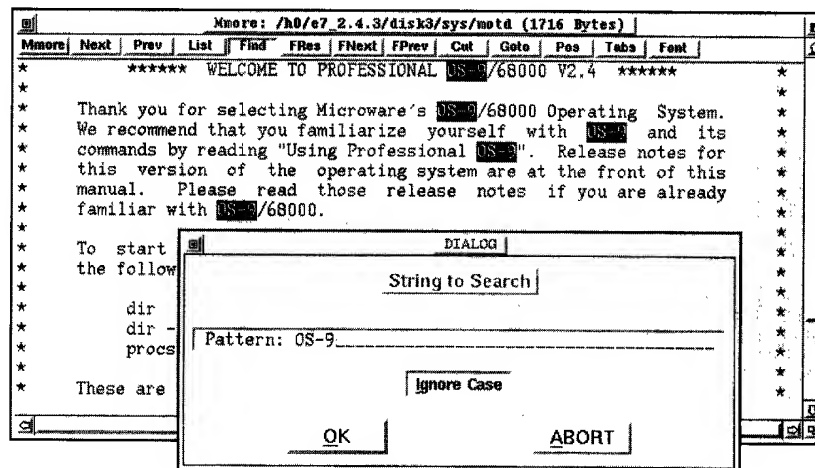 Mmore: /h0/e7_2.4.3/disk3/sys/motd (1716 Bytes)
Mmore Next Prev List Find FRes FNext FPrev Cut Goto Pos Tabs Font
* ****** WELCOME TO PROFESSIONAL OS-9/68000 V2.4 ****** *
* *
* Thank you for selecting Microware's OS-9/68000 Operating System. *
* We recommend that you familiarize yourself with OS-9 and its *
* commands by reading "Using Professional OS-9". Release notes for *
* this version of the operating system are at the front of this *
* manual. Please read those release notes if you are already *
* familiar with OS-9/68000. *
* *
* To start *
* the follow *
* *
* dir *
* dir - *
* procs *
* *
* These are *
DIALOG
String to Search
Pattern: OS-9
Ignore Case
OK ABORT